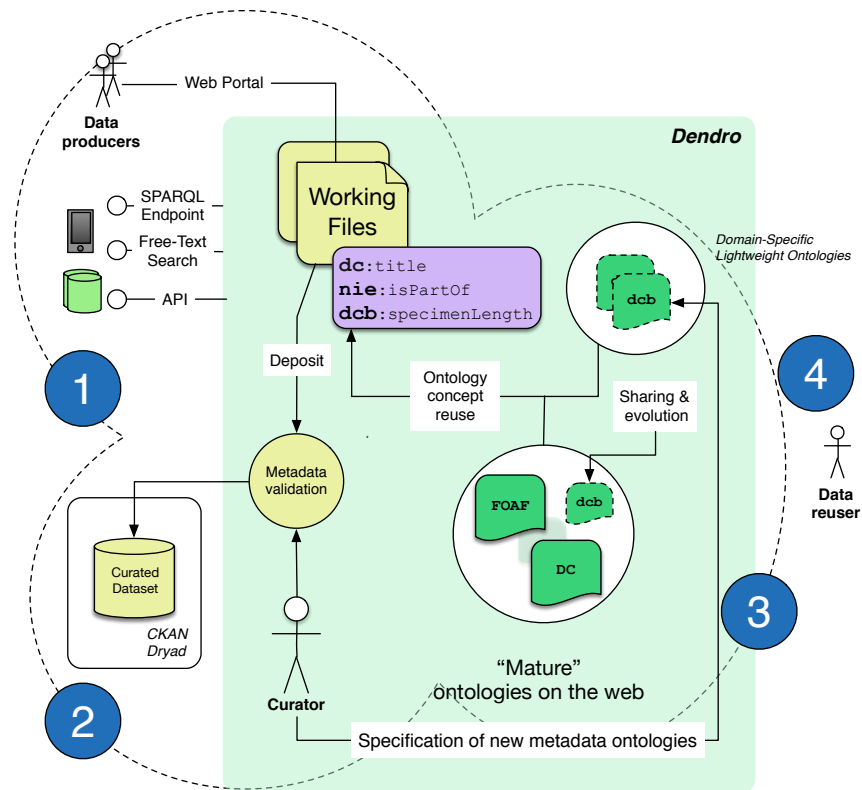 Web Portal
Data
producers
Dendro
SPARQL
Endpoint
Free-Text
Search
API
Working
Files
dc:title
nie:isPartOf
dcb:specimenLength
Domain-Specific
Lightweight Ontologies
dcb
1
Deposit
Ontology
concept
reuse
Sharing &
evolution
4
Data
reuser
Metadata
validation
FOAF
dcb
DC
Curated
Dataset
CKAN
Dryad
3
Curator
"Mature"
ontologies on the web
2
Specification of new metadata ontologies